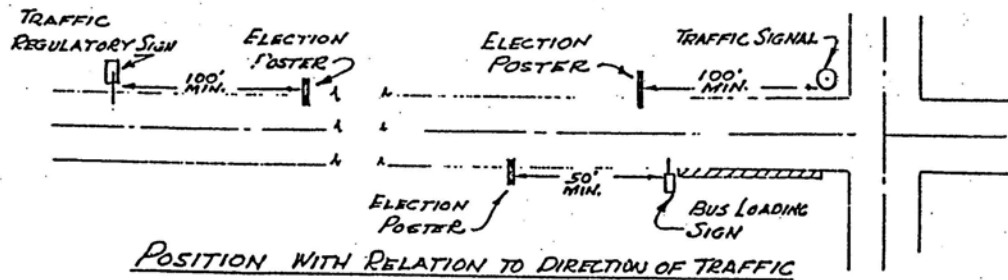 TRAFFIC
REGULATORY SIGN
100'
MIN.
ELECTION
POSTER
ELECTION
POSTER
TRAFFIC SIGNAL
100'
MIN.
ELECTION
POSTER
50'
MIN.
BUS LOADING
SIGN
POSITION WITH RELATION TO DIRECTION OF TRAFFIC